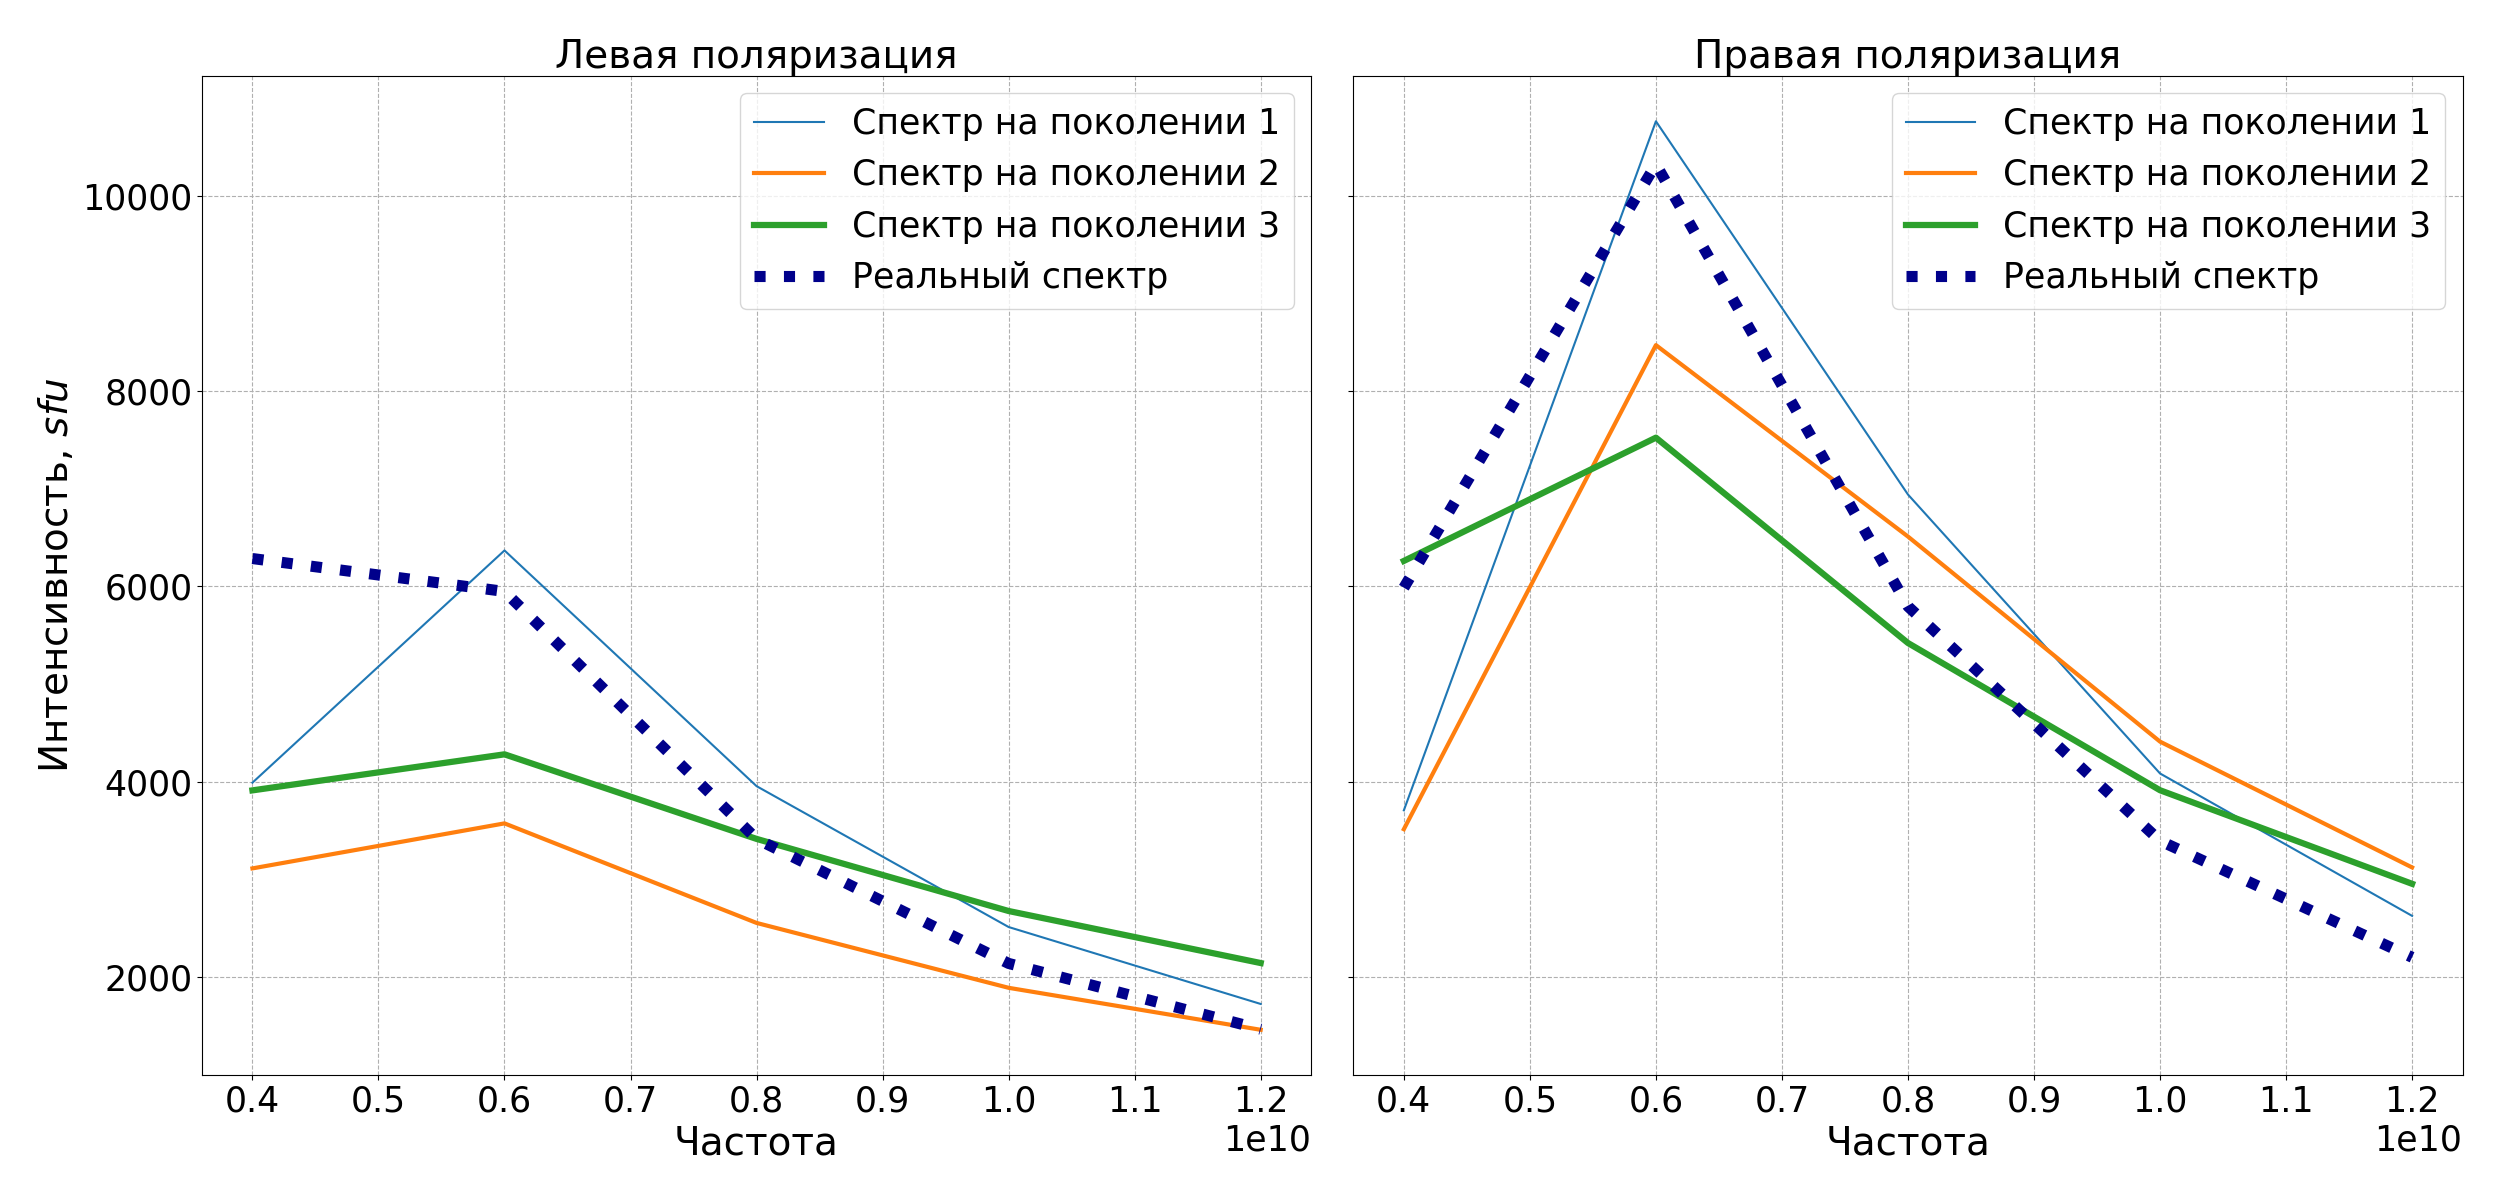 Левая поляризация
Правая поляризация
Интенсивность, sfu
10000
8000
6000
4000
2000
Спектр на поколении 1
Спектр на поколении 2
Спектр на поколении 3
Реальный спектр
0.4 0.5 0.6 0.7 0.8 0.9 1.0 1.1 1.2
1e10
Частота
Спектр на поколении 1
Спектр на поколении 2
Спектр на поколении 3
Реальный спектр
0.4 0.5 0.6 0.7 0.8 0.9 1.0 1.1 1.2
1e10
Частота